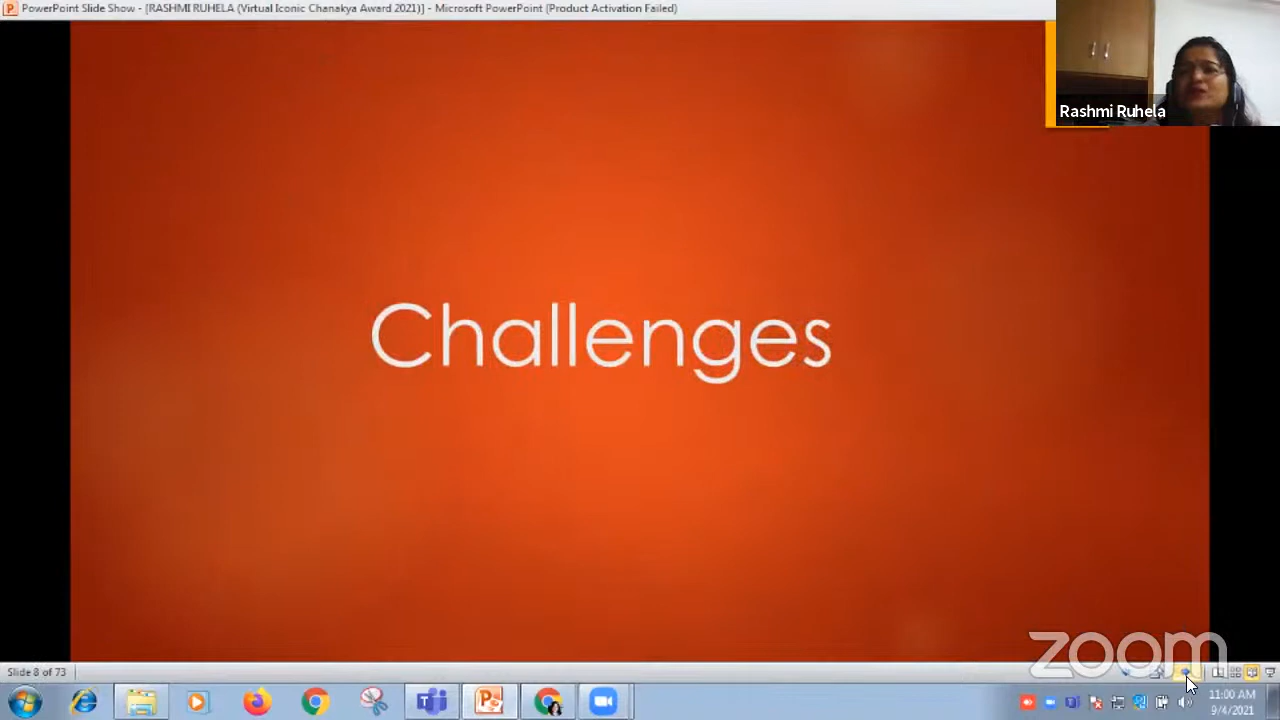 PowerPoint Slide Show - [RASHMI RUHELA (Virtual Iconic Chanakya Award 2021)] - Microsoft PowerPoint (Product Activation Failed)
Rashmi Ruhela
Challenges
zoom
Slide 8 of 73
11:00 AM
9/4/2021